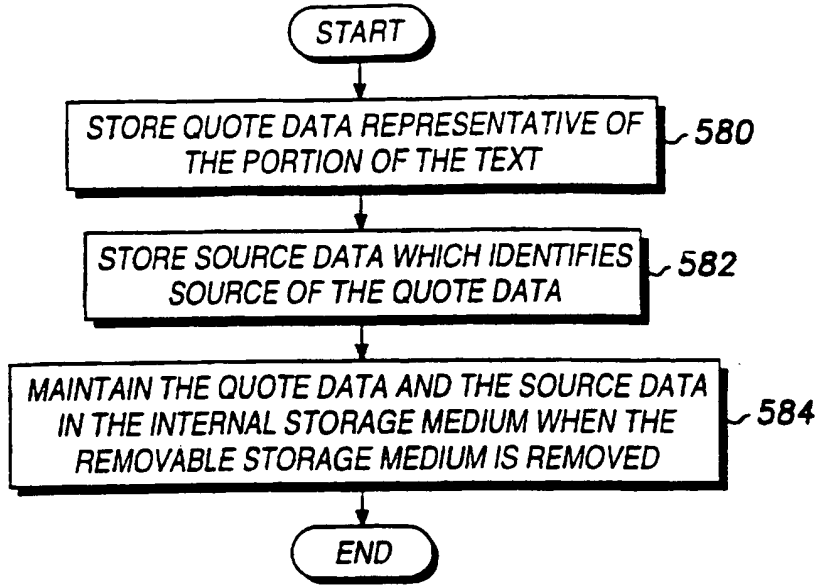 START
STORE QUOTE DATA REPRESENTATIVE OF
THE PORTION OF THE TEXT
580
STORE SOURCE DATA WHICH IDENTIFIES
SOURCE OF THE QUOTE DATA
582
MAINTAIN THE QUOTE DATA AND THE SOURCE DATA
IN THE INTERNAL STORAGE MEDIUM WHEN THE
REMOVABLE STORAGE MEDIUM IS REMOVED
584
END